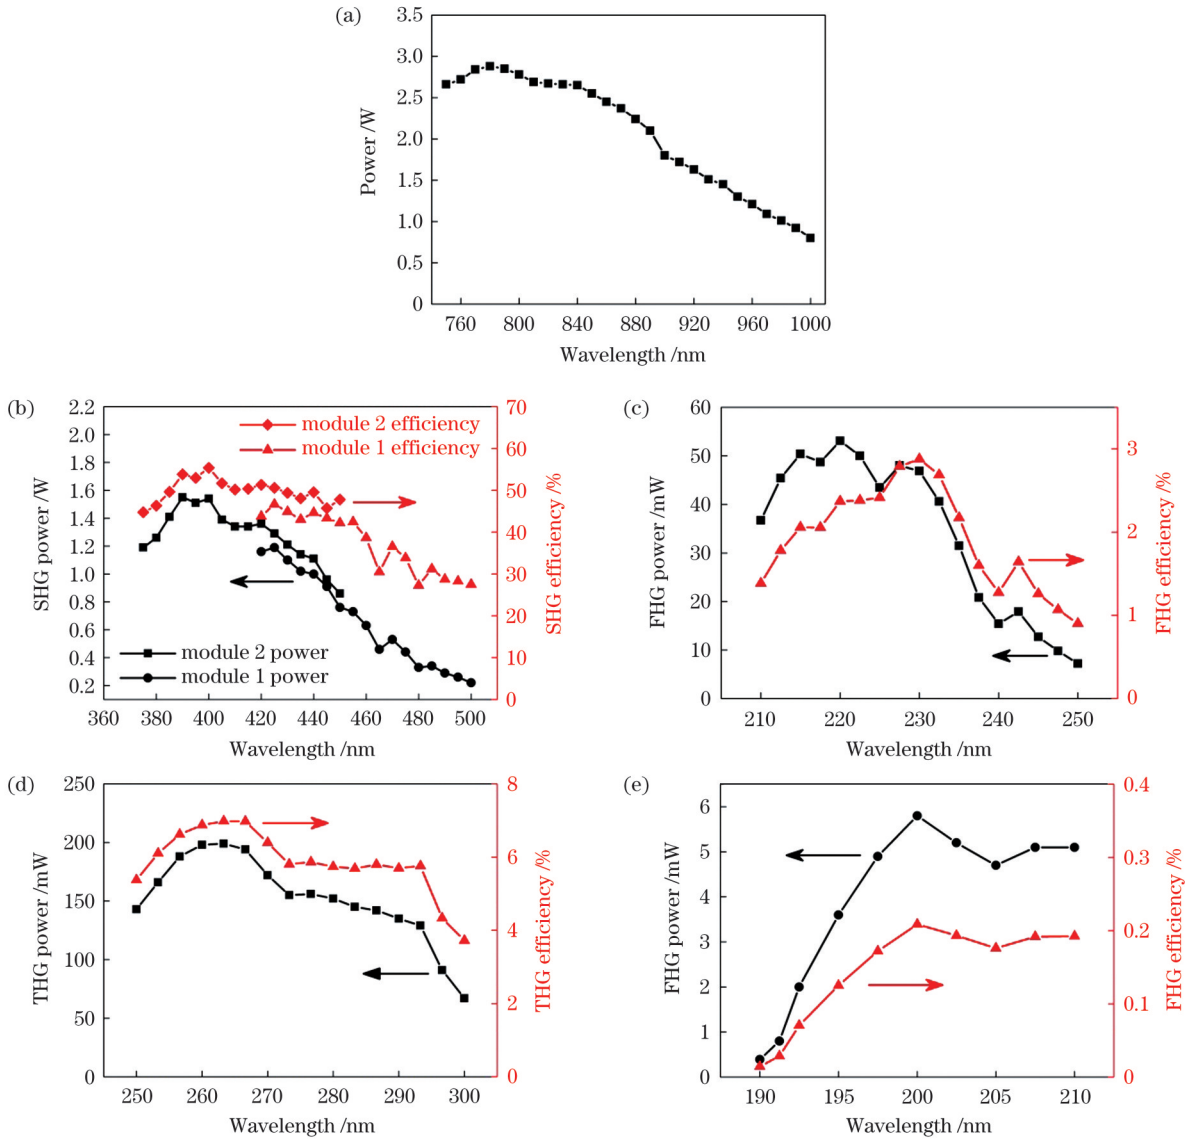 (a)
3.5
3.0
2.5
2.0
1.5
1.0
0.5
0
Power /W
760 800 840 880 920 960 1000
Wavelength /nm
(b)
2.2
2.0
1.8
1.6
1.4
1.2
1.0
0.8
0.6
0.4
0.2
SHG power /W
module 2 efficiency
module 1 efficiency
module 2 power
module 1 power
70
60
50
40
30
20
10
0
SHG efficiency /%
360 380 400 420 440 460 480 500
Wavelength /nm
(c)
60
50
40
30
20
10
0
FHG power /mW
3
2
1
0
FHG efficiency /%
210 220 230 240 250
Wavelength /nm
(d)
250
200
150
100
50
0
THG power /mW
8
6
4
2
0
THG efficiency /%
250 260 270 280 290 300
Wavelength /nm
(e)
6
5
4
3
2
1
0
FHG power /mW
0.4
0.3
0.2
0.1
0
FHG efficiency /%
190 195 200 205 210
Wavelength /nm